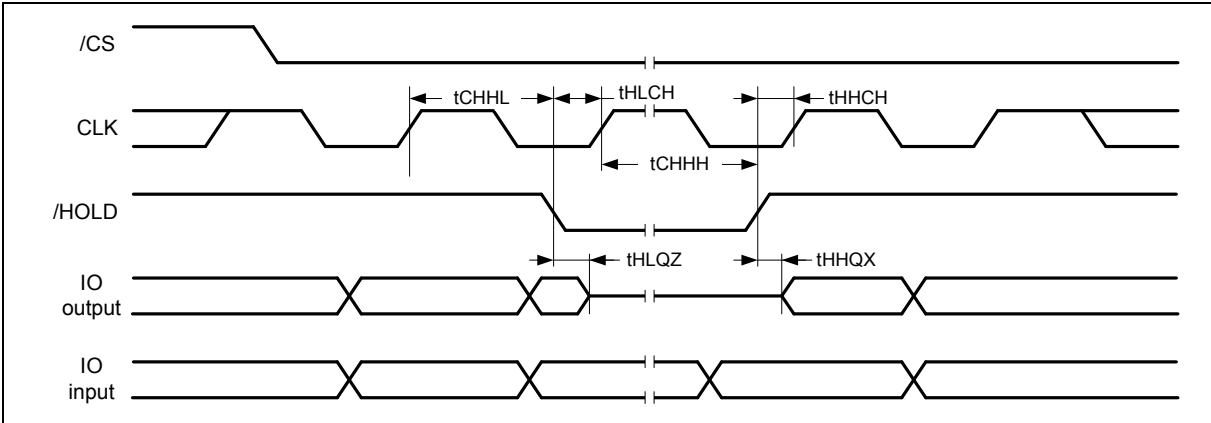 /CS
tCHHL
tHLCH
tHHCH
CLK
tCHHH
/HOLD
tHLQZ
tHHQX
IO
output
IO
input